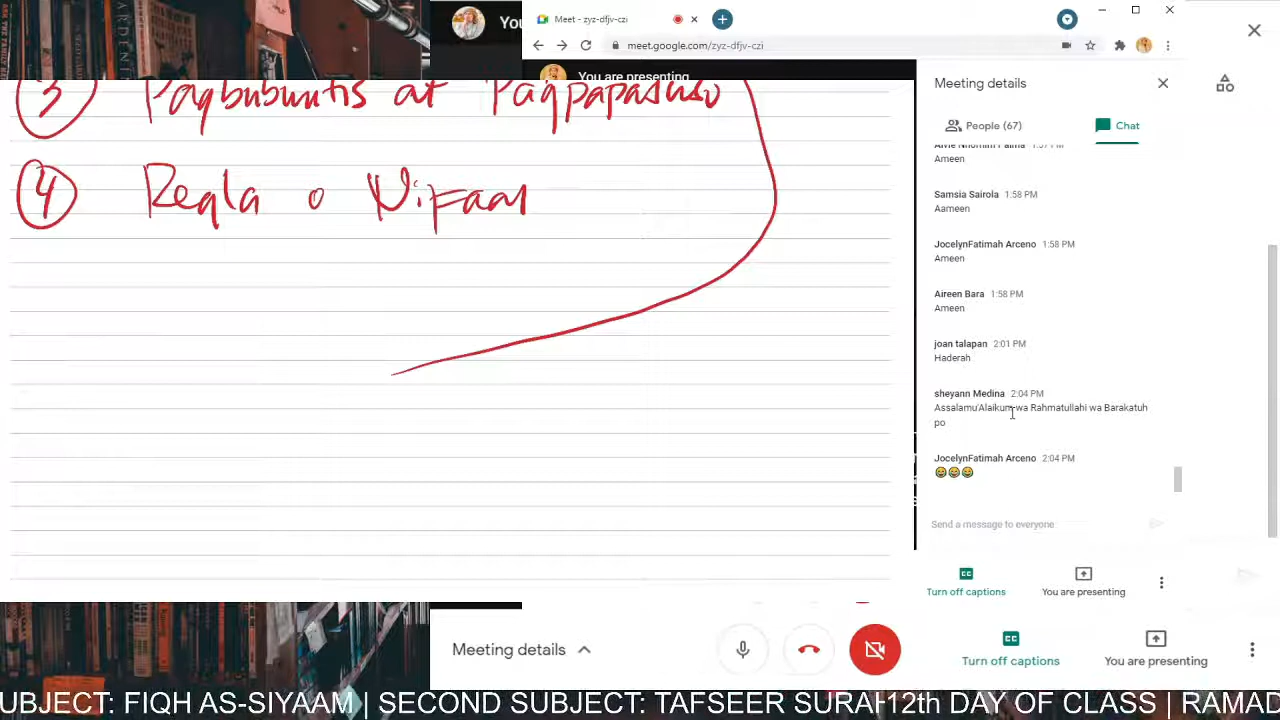 You
Meet - zyz-dfjv-czi
meet.google.com/zyz-dfjv-czi
You are presenting
Meeting details
People (67)
Chat
1:57 PM
Ameen
Samsia Sairola 1:58 PM
Aameen
JocelynFatimah Arceno 1:58 PM
Ameen
Aireen Bara 1:58 PM
Ameen
joan talapan 2:01 PM
Haderah
sheyann Medina 2:04 PM
Assalamu'Alaikum wa Rahmatullahi wa Barakatuh
po
JocelynFatimah Arceno 2:04 PM
😂😂😂
Send a message to everyone
Turn off captions
You are presenting
3 Pagbubuntis at Pagpapasuso
4 Regla o Nifaas
Meeting details
Turn off captions
You are presenting
UBJECT: FIQH AS-SIYAAM | SECOND SUBJECT: TAFSEER SURAF12th DAY OF CLASS | RAMAD